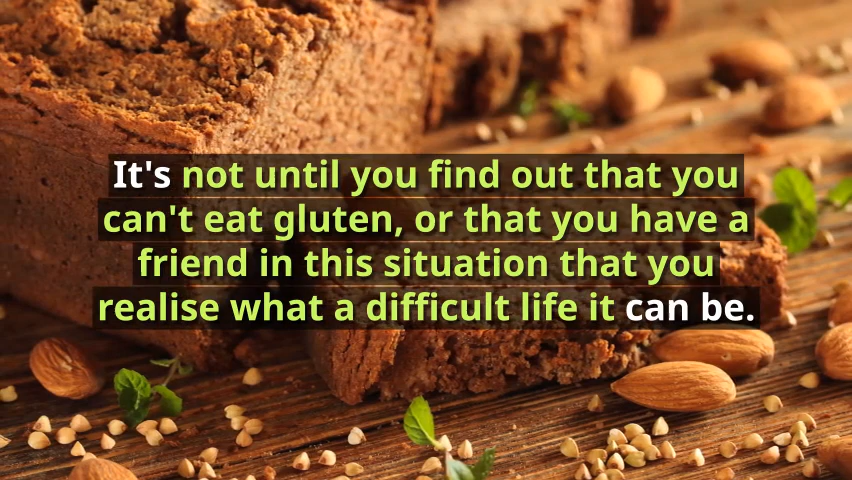 It's not until you find out that you
can't eat gluten, or that you have a
friend in this situation that you
realise what a difficult life it can be.